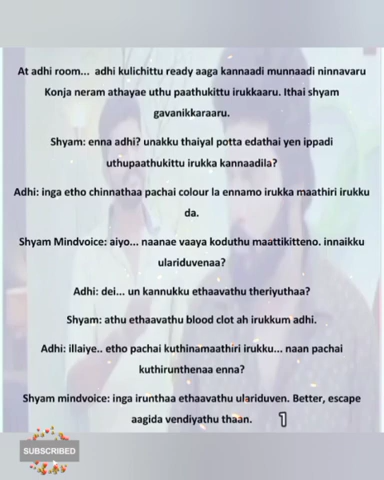 At adhi room... adhi kulichittu ready aaga kannaadi munnaadi ninnavaru
Konja neram athayae uthu paathukittu irukkaaru. Ithai shyam
gavanikkaraaru.
Shyam: enna adhi? unakku thaiyal potta edathai yen ippadi
uthupaathukittu irukka kannaadila?
Adhi: inga etho chinnathaa pachai colour la ennamo irukka maathiri irukku
da.
Shyam Mindvoice: aiyo... naanae vaaya koduthu maattikitteno. innaikku
ulariduvenaa?
Adhi: dei... un kannukku ethaavathu theriyuthaa?
Shyam: athu ethaavathu blood clot ah irukkum adhi.
Adhi: illaiye.. etho pachai kuthinamaathiri irukku... naan pachai
kuthirunthenaa enna?
Shyam mindvoice: inga irunthaa ethaavathu ulariduven. Better, escape
aagida vendiyathu thaan.
1
SUBSCRIBED